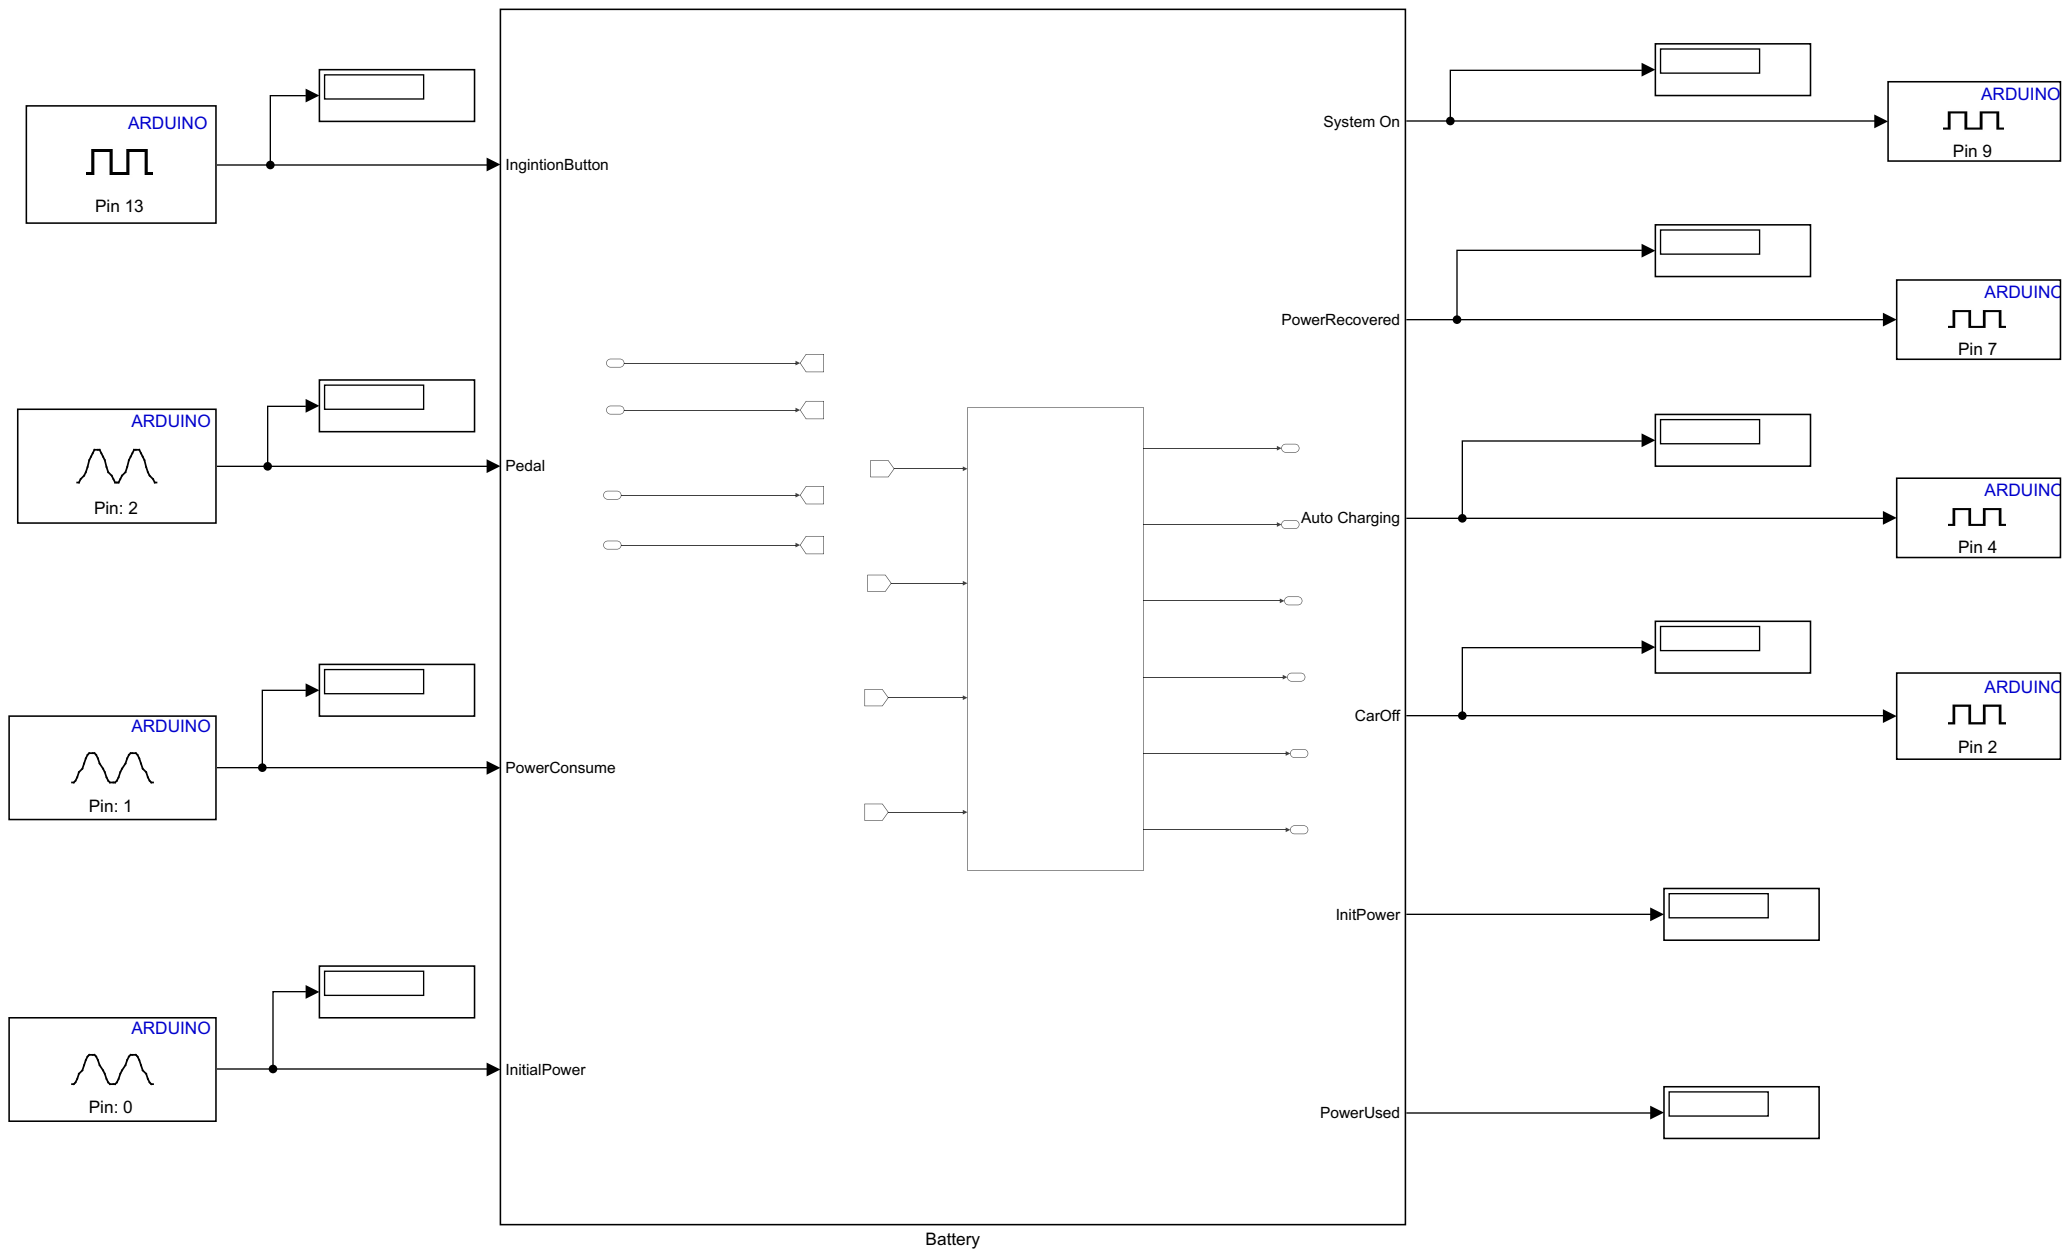 ARDUINO
Pin 13
IngintionButton
ARDUINO
Pin: 2
Pedal
ARDUINO
Pin: 1
PowerConsume
ARDUINO
Pin: 0
InitialPower
System On
ARDUINO
Pin 9
PowerRecovered
ARDUINO
Pin 7
Auto Charging
ARDUINO
Pin 4
CarOff
ARDUINO
Pin 2
InitPower
PowerUsed
Battery